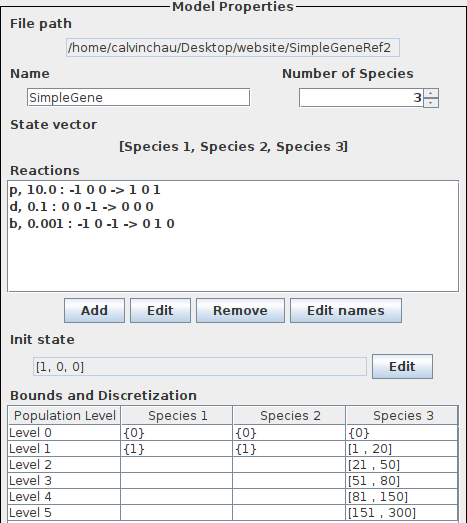 Model Properties
File path
/home/calvinchau/Desktop/website/SimpleGeneRef2
Name Number of Species
SimpleGene 3
State vector
[Species 1, Species 2, Species 3]
Reactions
p, 10.0 : -1 0 0 -> 1 0 1
d, 0.1 : 0 0 -1 -> 0 0 0
b, 0.001 : -1 0 -1 -> 0 1 0
Add Edit Remove Edit names
Init state
[1, 0, 0] Edit
Bounds and Discretization
Population Level Species 1 Species 2 Species 3
Level 0 {0} {0} {0}
Level 1 {1} {1} [1 , 20]
Level 2 [21 , 50]
Level 3 [51 , 80]
Level 4 [81 , 150]
Level 5 [151 , 300]